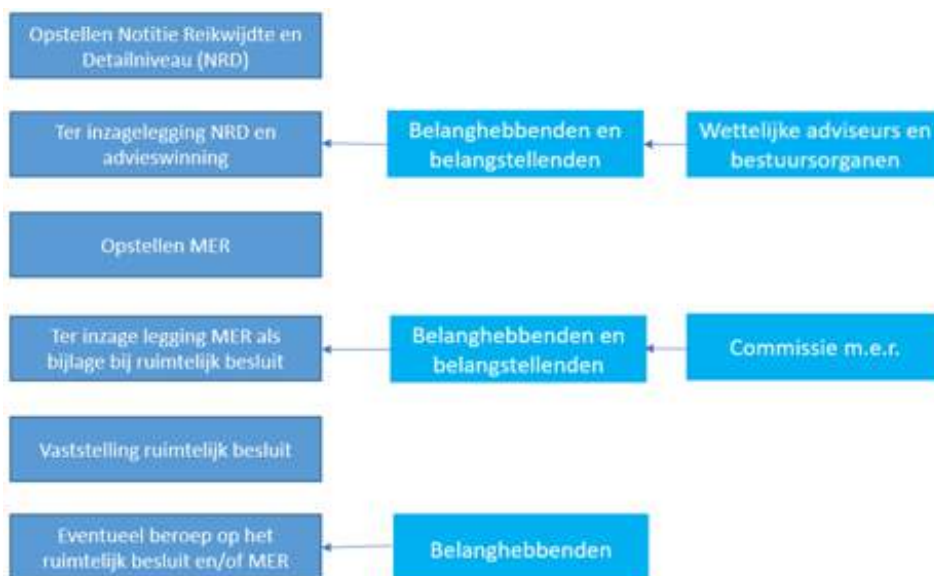 Opstellen Notitie Reikwijdte en
Detailniveau (NRD)
Ter inzagelegging NRD en
advieswinning
Belanghebbenden en
belangstellenden
Wettelijke adviseurs en
bestuursorganen
Opstellen MER
Ter inzage legging MER als
bijlage bij ruimtelijk besluit
Belanghebbenden en
belangstellenden
Commissie m.e.r.
Vaststelling ruimtelijk besluit
Eventueel beroep op het
ruimtelijk besluit en/of MER
Belanghebbenden